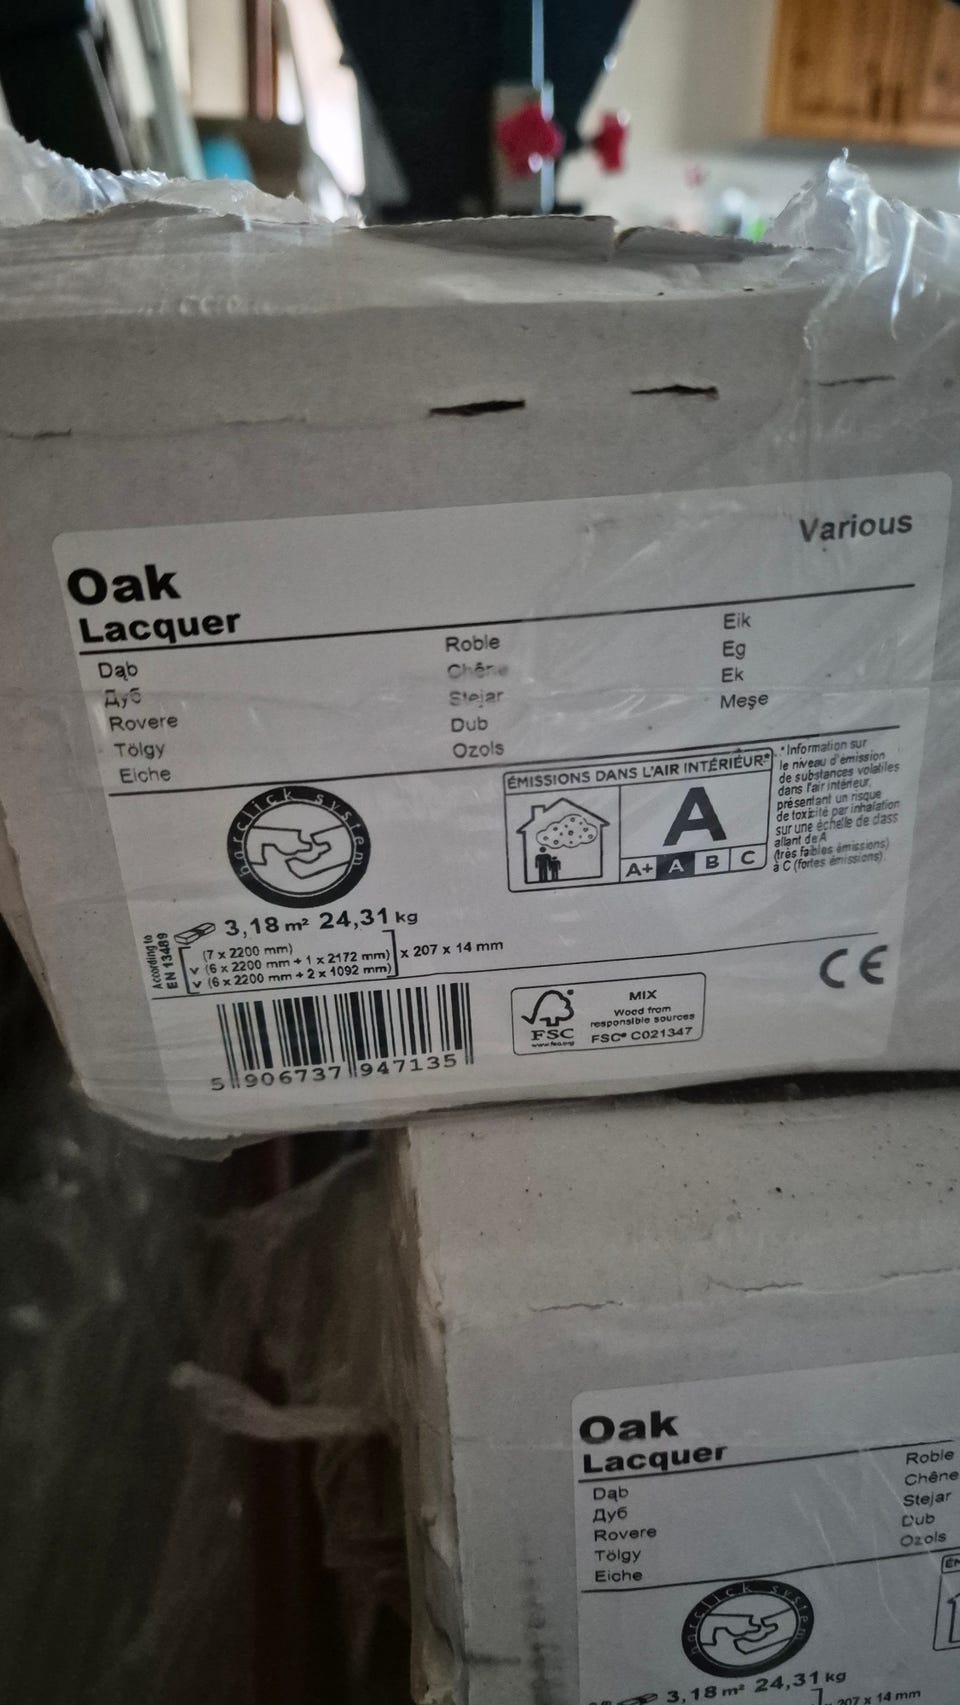 Various
Oak
Lacquer
Dąb
Дуб
Rovere
Tölgy
Eiche
Roble
Chêne
Stejar
Dub
Ozols
Eik
Eg
Ek
Meşe
barclick system
ÉMISSIONS DANS L'AIR INTÉRIEUR*
A
A+ A B C
*Information sur
le niveau d'émission
de substances volatiles
dans l'air intérieur,
présentant un risque
de toxicité par inhalation
sur une échelle de class
allant de A
(très faibles émissions)
à C (fortes émissions).
3,18 m² 24,31 kg
According to
EN 13489
(7 x 2200 mm)
v (6 x 2200 mm + 1 x 2172 mm)
v (6 x 2200 mm + 2 x 1092 mm)
x 207 x 14 mm
5 906737 947135
FSC
www.fsc.org
MIX
Wood from
responsible sources
FSC® C021347
CE
Oak
Lacquer
Dąb
Дуб
Rovere
Tölgy
Eiche
Roble
Chêne
Stejar
Dub
Ozols
barclick system
3,18 m² 24,31 kg
207 x 14 mm